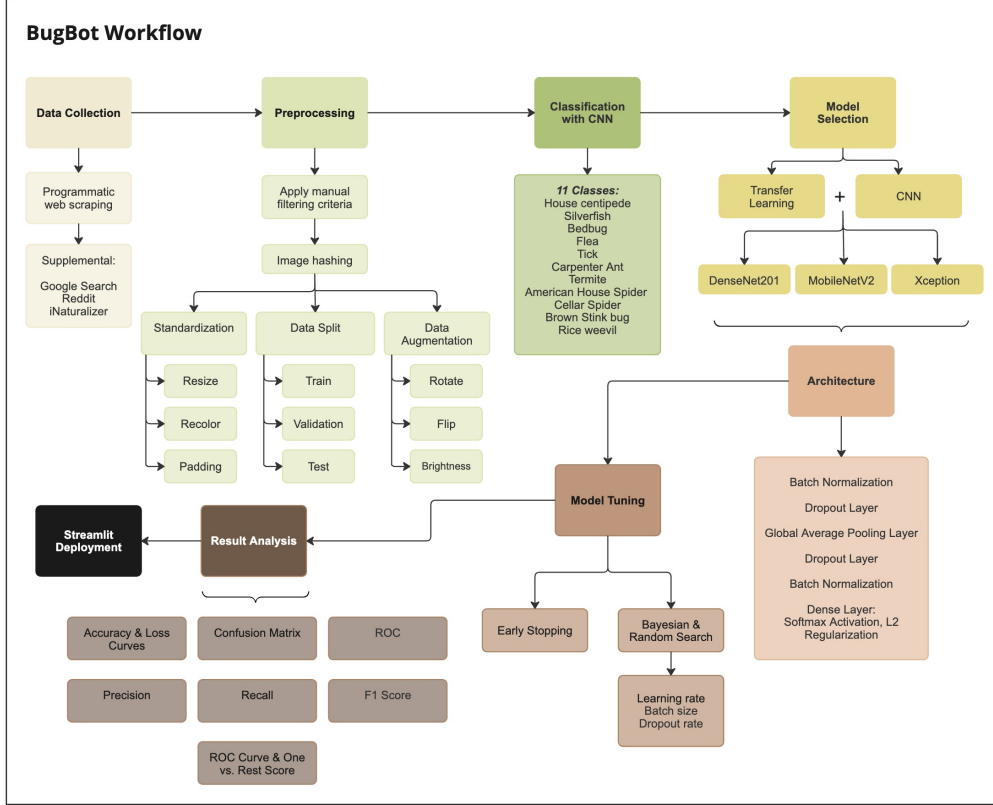 BugBot Workflow
Data Collection
Preprocessing
Classification
with CNN
Model
Selection
Programmatic
web scraping
Supplemental:
Google Search
Reddit
iNaturalizer
Apply manual
filtering criteria
Image hashing
Standardization
Resize
Recolor
Padding
Data Split
Train
Validation
Test
Data
Augmentation
Rotate
Flip
Brightness
11 Classes:
House centipede
Silverfish
Bedbug
Flea
Tick
Carpenter Ant
Termite
American House Spider
Cellar Spider
Brown Stink bug
Rice weevil
Transfer
Learning
+
CNN
DenseNet201
MobileNetV2
Xception
Architecture
Batch Normalization
Dropout Layer
Global Average Pooling Layer
Dropout Layer
Batch Normalization
Dense Layer:
Softmax Activation, L2
Regularization
Model Tuning
Early Stopping
Bayesian &
Random Search
Learning rate
Batch size
Dropout rate
Result Analysis
Streamlit
Deployment
Accuracy & Loss
Curves
Confusion Matrix
ROC
Precision
Recall
F1 Score
ROC Curve & One
vs. Rest Score